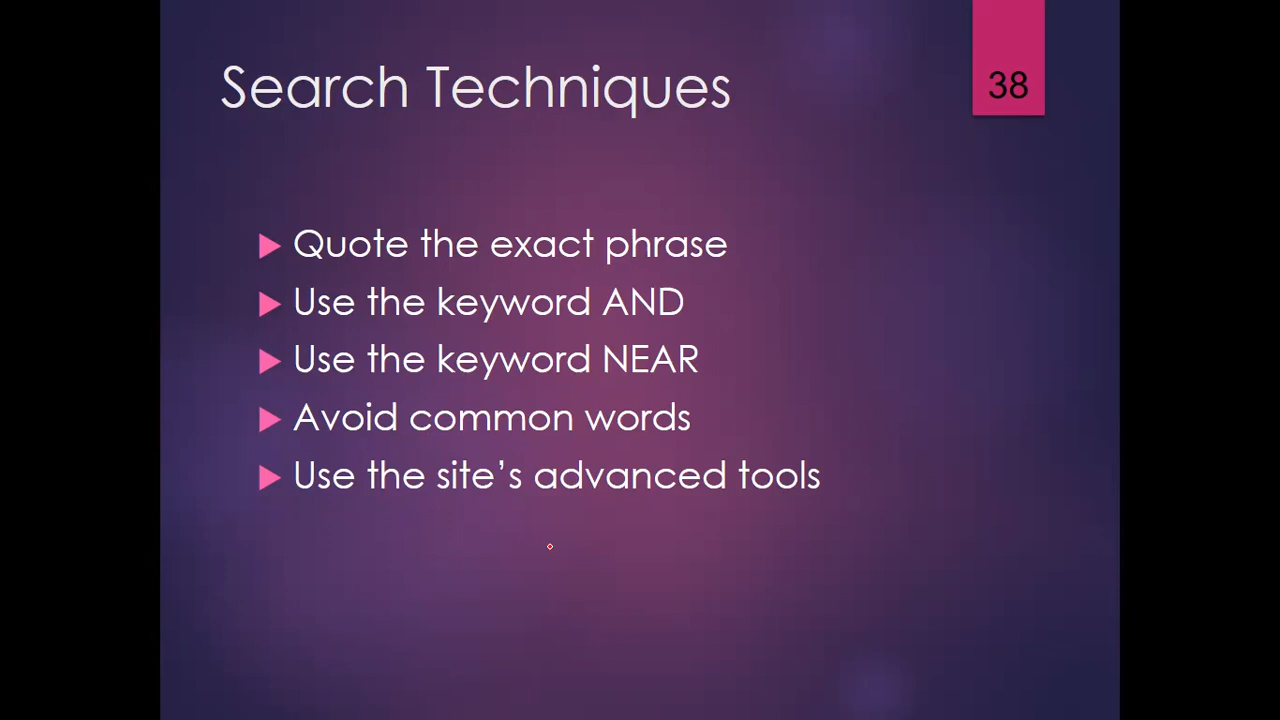 Search Techniques
38
Quote the exact phrase
Use the keyword AND
Use the keyword NEAR
Avoid common words
Use the site’s advanced tools